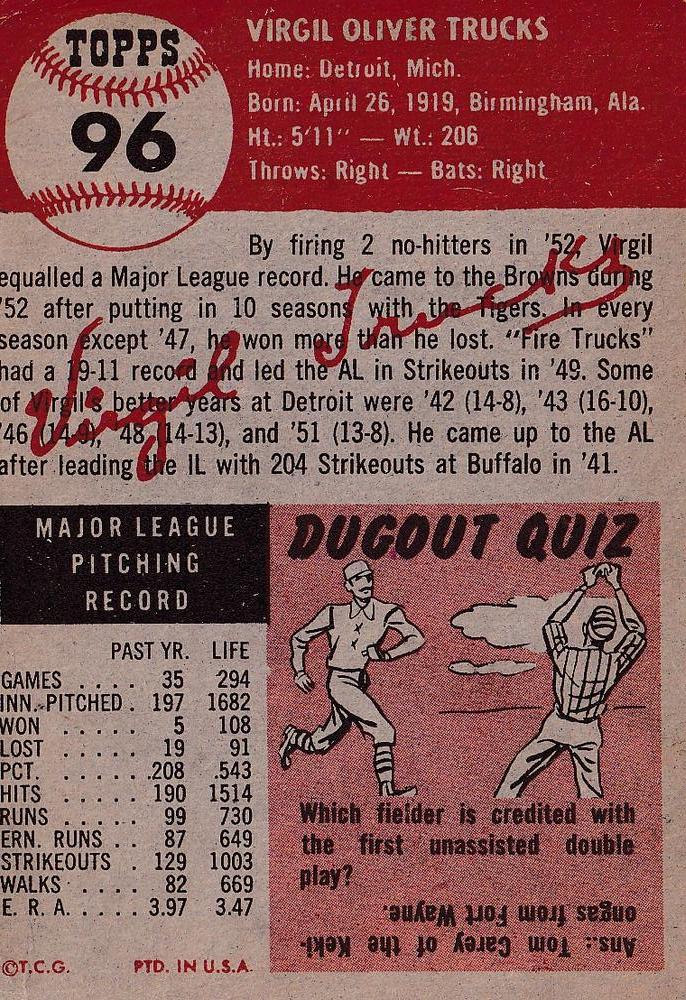 TOPPS
96
VIRGIL OLIVER TRUCKS
Home: Detroit, Mich.
Born: April 26, 1919, Birmingham, Ala.
Ht.: 5'11" — Wt.: 206
Throws: Right — Bats: Right
By firing 2 no-hitters in '52, Virgil
equalled a Major League record. He came to the Browns during
'52 after putting in 10 seasons with the Tigers. In every
season except '47, he won more than he lost. "Fire Trucks"
had a 19-11 record and led the AL in Strikeouts in '49. Some
of Virgil's better years at Detroit were '42 (14-8), '43 (16-10),
'46 (14-9), '48 (14-13), and '51 (13-8). He came up to the AL
after leading the IL with 204 Strikeouts at Buffalo in '41.
Virgil Trucks
MAJOR LEAGUE
PITCHING
RECORD
PAST YR. LIFE
GAMES . . . . 35 294
INN. PITCHED . 197 1682
WON . . . . . 5 108
LOST . . . . . 19 91
PCT. . . . . . .208 .543
HITS . . . . . 190 1514
RUNS . . . . . 99 730
ERN. RUNS . . 87 649
STRIKEOUTS . 129 1003
WALKS . . . . 82 669
E. R. A. . . . . 3.97 3.47
©T.C.G. PTD. IN U.S.A.
DUGOUT QUIZ
Which fielder is credited with
the first unassisted double
play?
Ans.: Tom Carey of the Keki-
ongas from Fort Wayne.